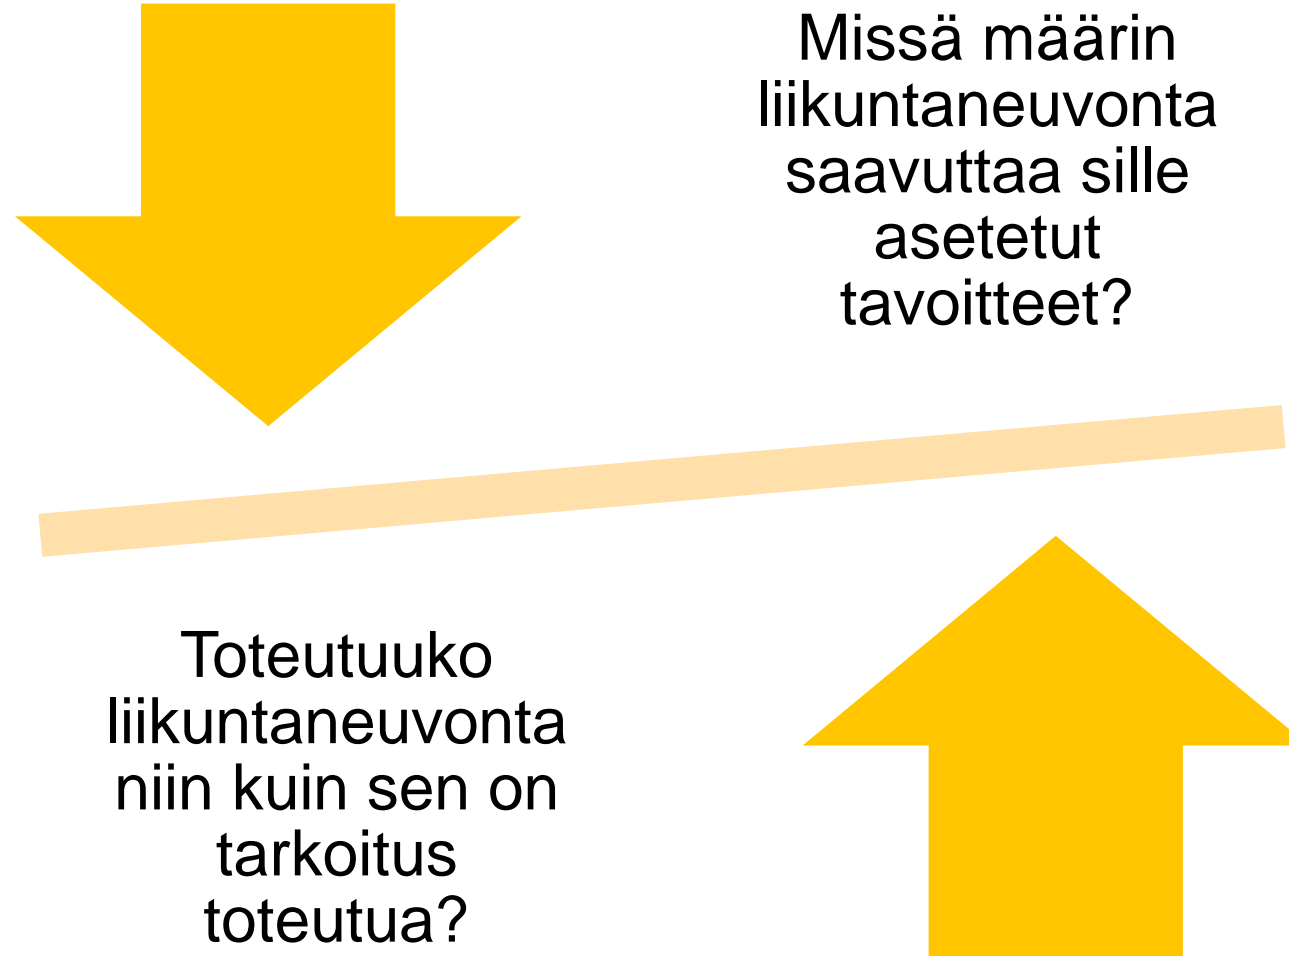 Missä määrin
liikuntaneuvonta
saavuttaa sille
asetetut
tavoitteet?
Toteutuuko
liikuntaneuvonta
niin kuin sen on
tarkoitus
toteutua?